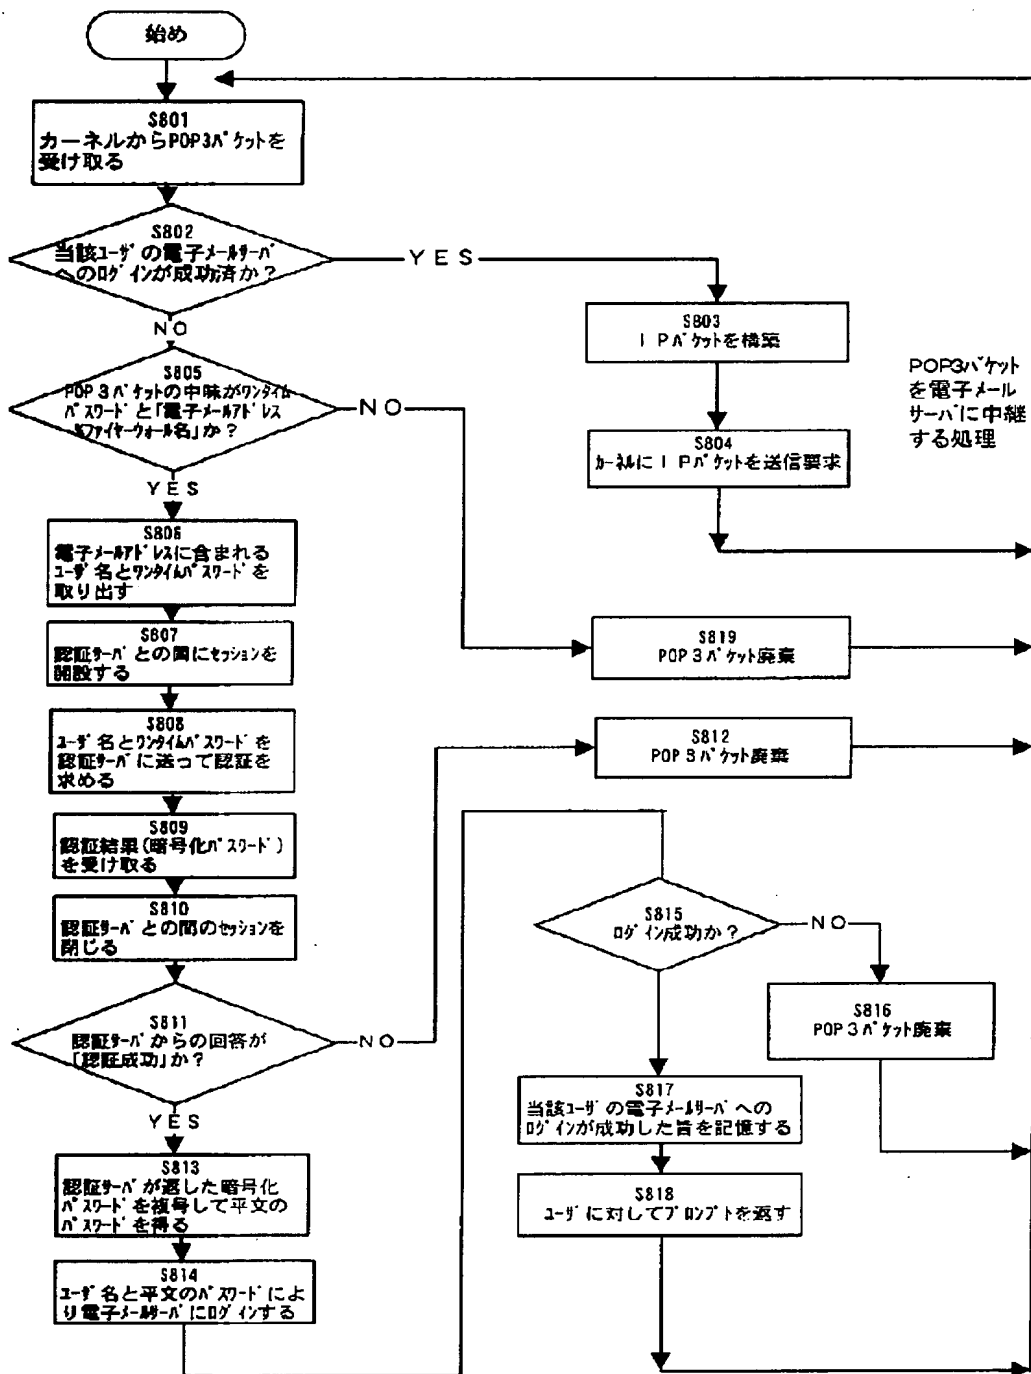 始め
S801
カーネルからPOP3パケットを
受け取る
S802
当該ユーザの電子メールサーバ
へのログインが成功済か?
YES
NO
S803
IPパケットを構築
S804
カーネルにIPパケットを送信要求
POP3パケット
を電子メール
サーバに中継
する処理
S805
POP3パケットの中味がワンタイム
パスワードと「電子メールアドレス
%ファイヤーウォール名」か?
NO
YES
S806
電子メールアドレスに含まれる
ユーザ名とワンタイムパスワードを
取り出す
S807
認証サーバとの間にセッションを
開設する
S819
POP3パケット廃棄
S808
ユーザ名とワンタイムパスワードを
認証サーバに送って認証を
求める
S812
POP3パケット廃棄
S809
認証結果(暗号化パスワード)
を受け取る
S810
認証サーバとの間のセッションを
閉じる
S811
認証サーバからの回答が
「認証成功」か?
NO
YES
S813
認証サーバが返した暗号化
パスワードを複号して平文の
パスワードを得る
S814
ユーザ名と平文のパスワードによ
り電子メールサーバにログインする
S815
ログイン成功か?
NO
S816
POP3パケット廃棄
S817
当該ユーザの電子メールサーバへの
ログインが成功した旨を記憶する
S818
ユーザに対してプロンプトを返す